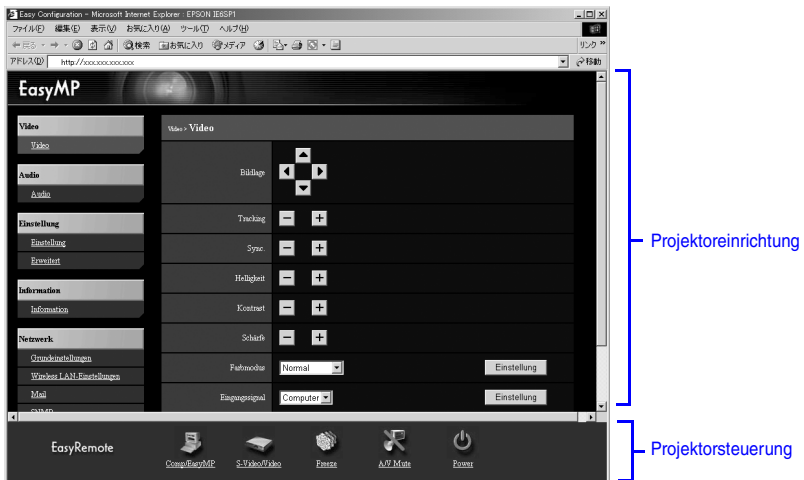 Easy Configuration - Microsoft Internet Explorer : EPSON IE6SP1
ファイル(F) 編集(E) 表示(V) お気に入り(A) ツール(T) ヘルプ(H)
戻る 検索 お気に入り メディア リンク »
アドレス(D) http://xxx.xxx.xxx.xxx 移動
EasyMP
Video
Video
Audio
Audio
Einstellung
Einstellung
Erweitert
Information
Information
Netzwerk
Grundeinstellungen
Wireless LAN-Einstellungen
Mail
SNMP
Video > Video
Bildlage
Tracking − +
Sync. − +
Helligkeit − +
Kontrast − +
Schärfe − +
Farbmodus Normal Einstellung
Eingangssignal Computer Einstellung
Projektoreinrichtung
EasyRemote
Comp/EasyMP S-Video/Video Freeze A/V Mute Power
Projektorsteuerung